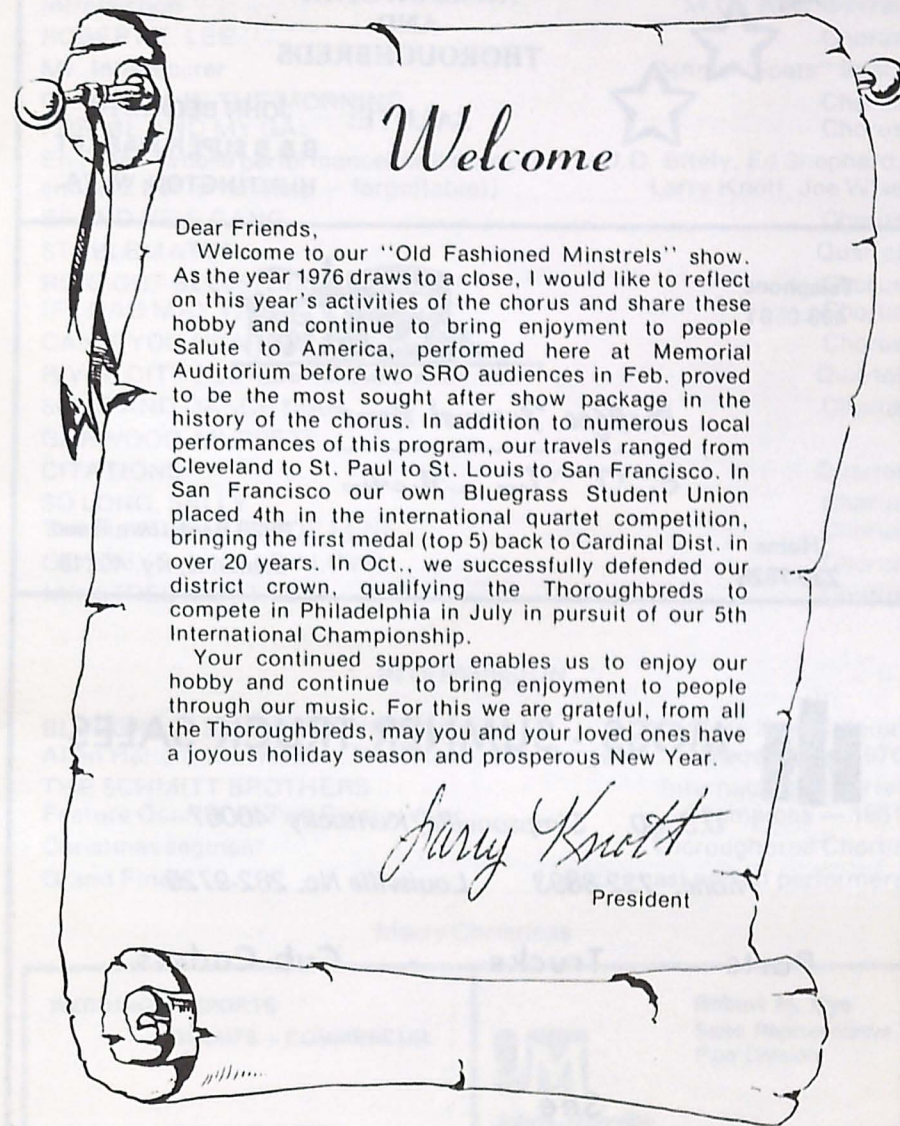 Welcome
Dear Friends,
Welcome to our "Old Fashioned Minstrels" show.
As the year 1976 draws to a close, I would like to reflect
on this year's activities of the chorus and share these
hobby and continue to bring enjoyment to people
Salute to America, performed here at Memorial
Auditorium before two SRO audiences in Feb. proved
to be the most sought after show package in the
history of the chorus. In addition to numerous local
performances of this program, our travels ranged from
Cleveland to St. Paul to St. Louis to San Francisco. In
San Francisco our own Bluegrass Student Union
placed 4th in the international quartet competition,
bringing the first medal (top 5) back to Cardinal Dist. in
over 20 years. In Oct., we successfully defended our
district crown, qualifying the Thoroughbreds to
compete in Philadelphia in July in pursuit of our 5th
International Championship.
Your continued support enables us to enjoy our
hobby and continue to bring enjoyment to people
through our music. For this we are grateful, from all
the Thoroughbreds, may you and your loved ones have
a joyous holiday season and prosperous New Year.
Knott
President